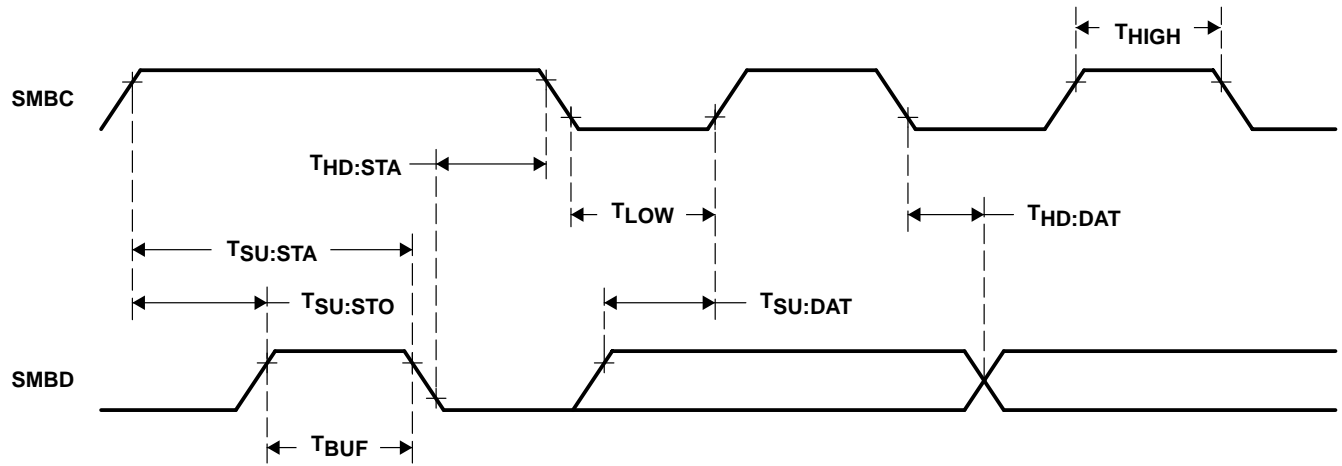 THIGH
SMBC
THD:STA
TLOW
THD:DAT
TSU:STA
TSU:STO
TSU:DAT
SMBD
TBUF